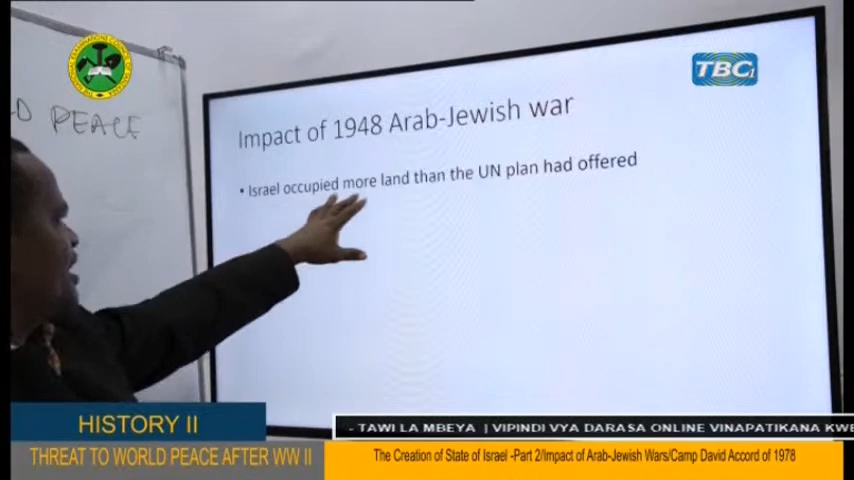 TBC1
D PEACE
Impact of 1948 Arab-Jewish war
• Israel occupied more land than the UN plan had offered
HISTORY II
THREAT TO WORLD PEACE AFTER WW II
- TAWI LA MBEYA | VIPINDI VYA DARASA ONLINE VINAPATIKANA KWE
The Creation of State of Israel -Part 2/Impact of Arab-Jewish Wars/Camp David Accord of 1978